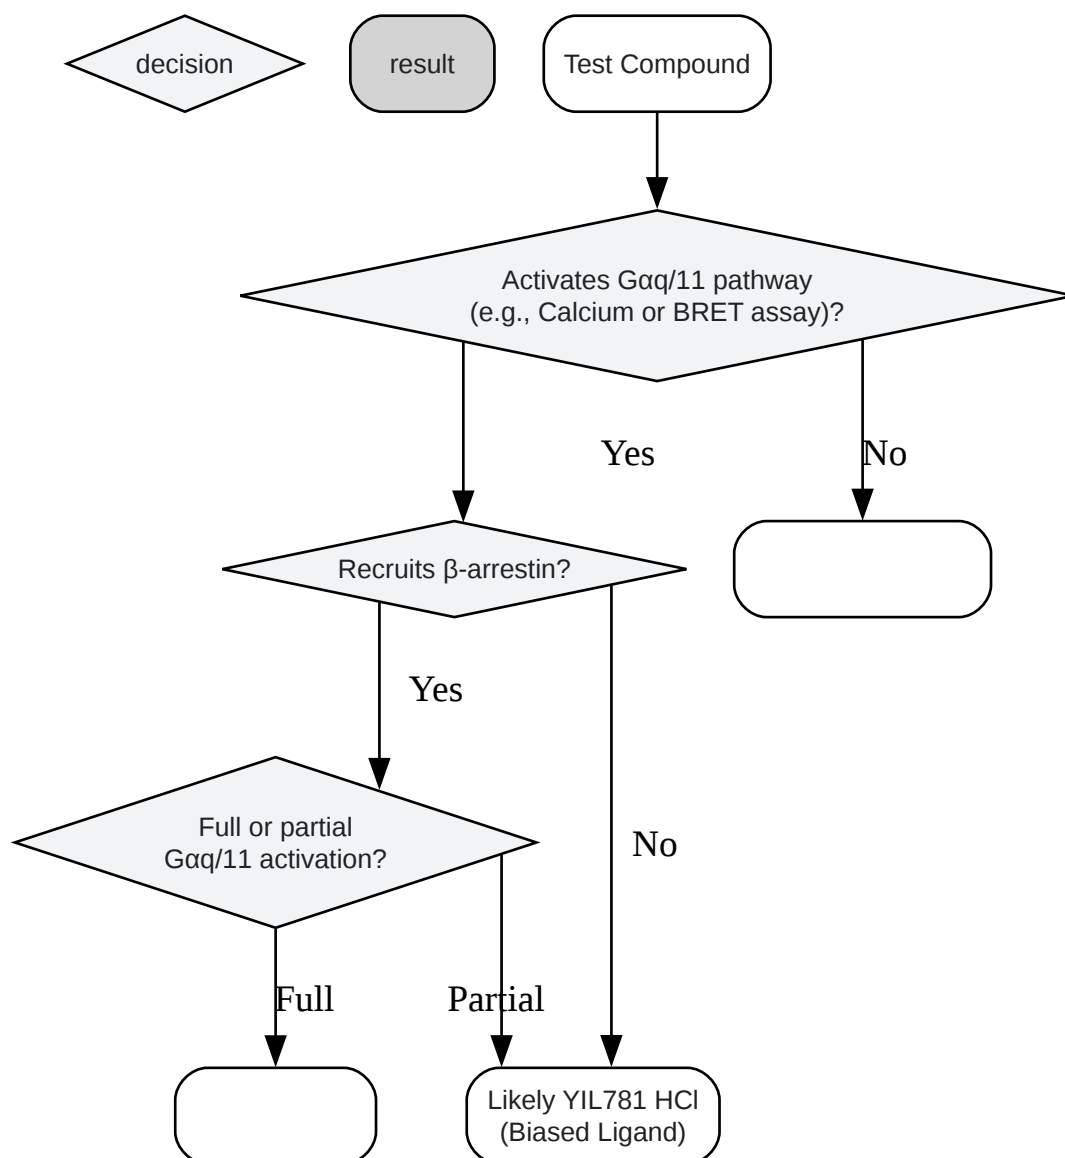 decision
result
Test Compound
Activates Gαq/11 pathway
(e.g., Calcium or BRET assay)?
Yes
No
Recruits β-arrestin?
Yes
Full or partial
Gαq/11 activation?
No
Full
Partial
Likely YIL781 HCl
(Biased Ligand)